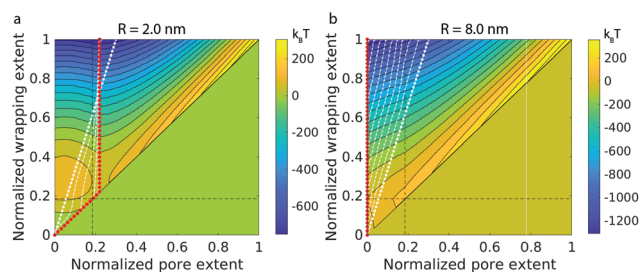 a
R = 2.0 nm
k_BT
Normalized wrapping extent
1
0.8
0.6
0.4
0.2
0
0 0.2 0.4 0.6 0.8 1
Normalized pore extent
200
0
-200
-400
-600
b
R = 8.0 nm
k_BT
Normalized wrapping extent
1
0.8
0.6
0.4
0.2
0
0 0.2 0.4 0.6 0.8 1
Normalized pore extent
200
0
-200
-400
-600
-800
-1000
-1200